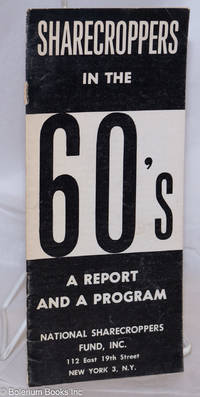 SHARECROPPERS
IN THE
60's
A REPORT
AND A PROGRAM
NATIONAL SHARECROPPERS
FUND, INC.
112 East 19th Street
NEW YORK 3, N.Y.
© Bolerium Books Inc